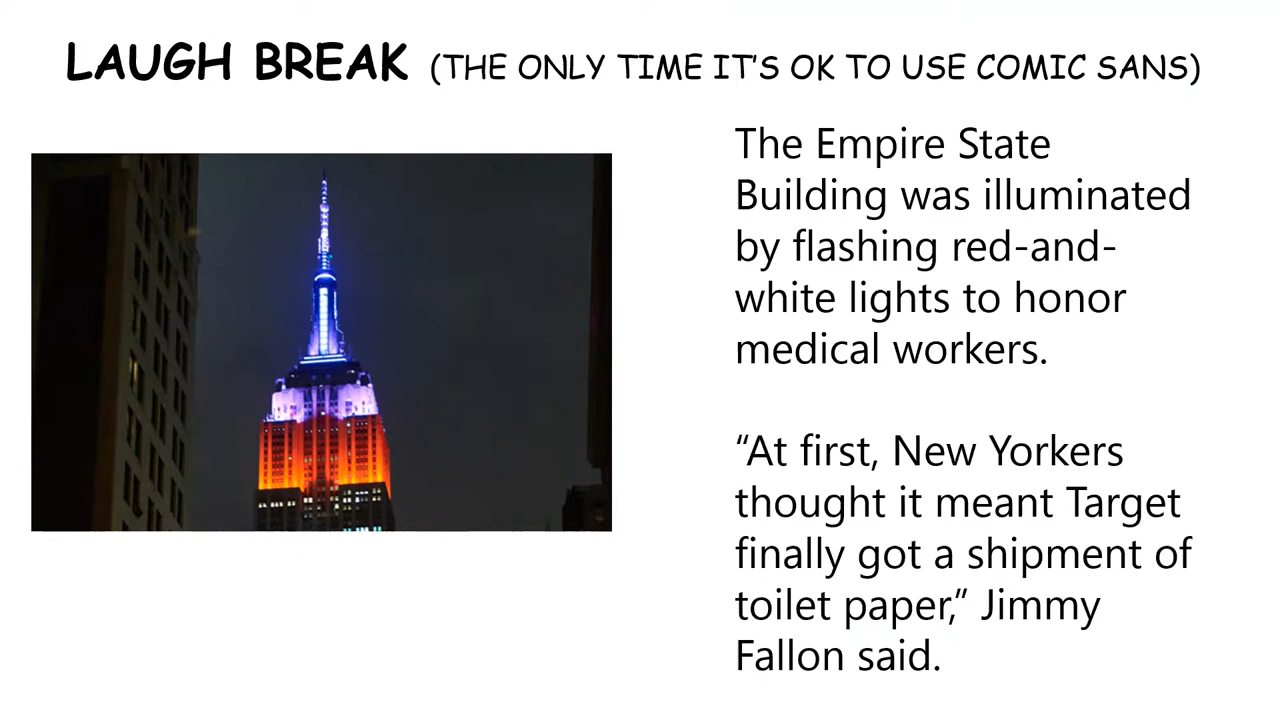 LAUGH BREAK (THE ONLY TIME IT’S OK TO USE COMIC SANS)
The Empire State
Building was illuminated
by flashing red-and-
white lights to honor
medical workers.
“At first, New Yorkers
thought it meant Target
finally got a shipment of
toilet paper,” Jimmy
Fallon said.